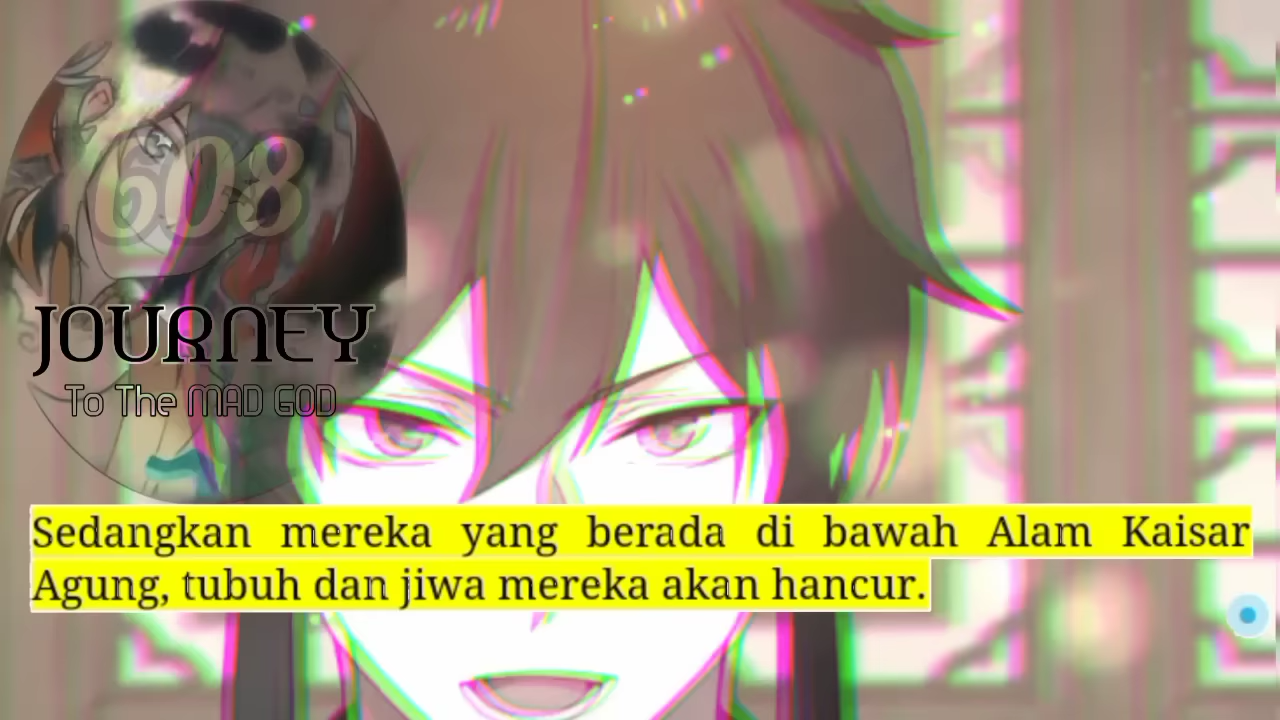 608
JOURNEY
To The MAD GOD
Sedangkan mereka yang berada di bawah Alam Kaisar
Agung, tubuh dan jiwa mereka akan hancur.